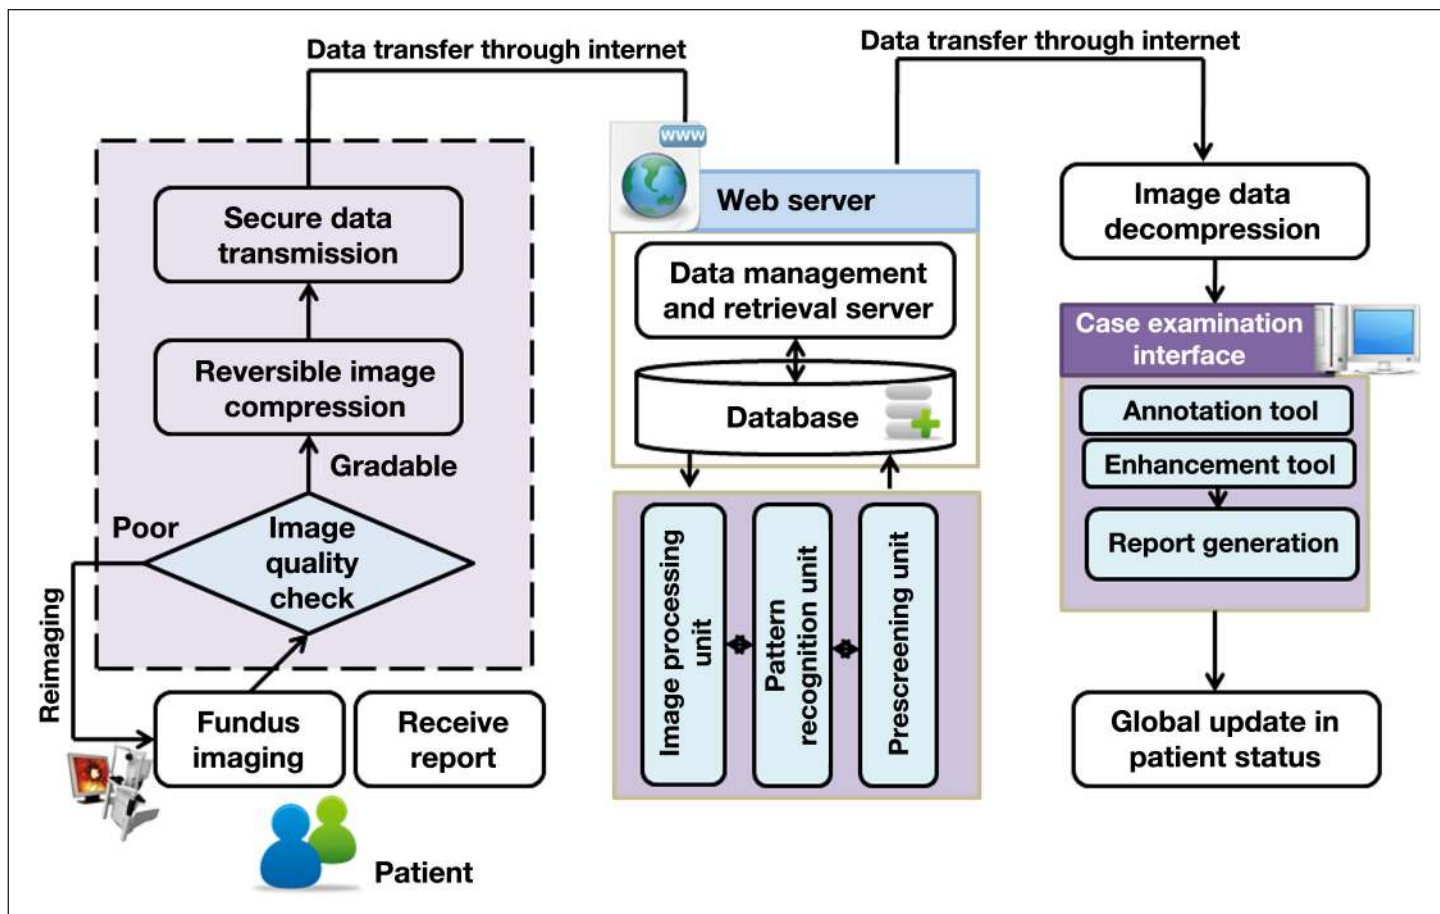 Data transfer through internet
Secure data
transmission
Reversible image
compression
Gradable
Poor
Image
quality
check
Reimaging
Fundus
imaging
Receive
report
Patient
www
Web server
Data management
and retrieval server
Database
Image processing
unit
Pattern
recognition unit
Prescreening unit
Data transfer through internet
Image data
decompression
Case examination
interface
Annotation tool
Enhancement tool
Report generation
Global update in
patient status